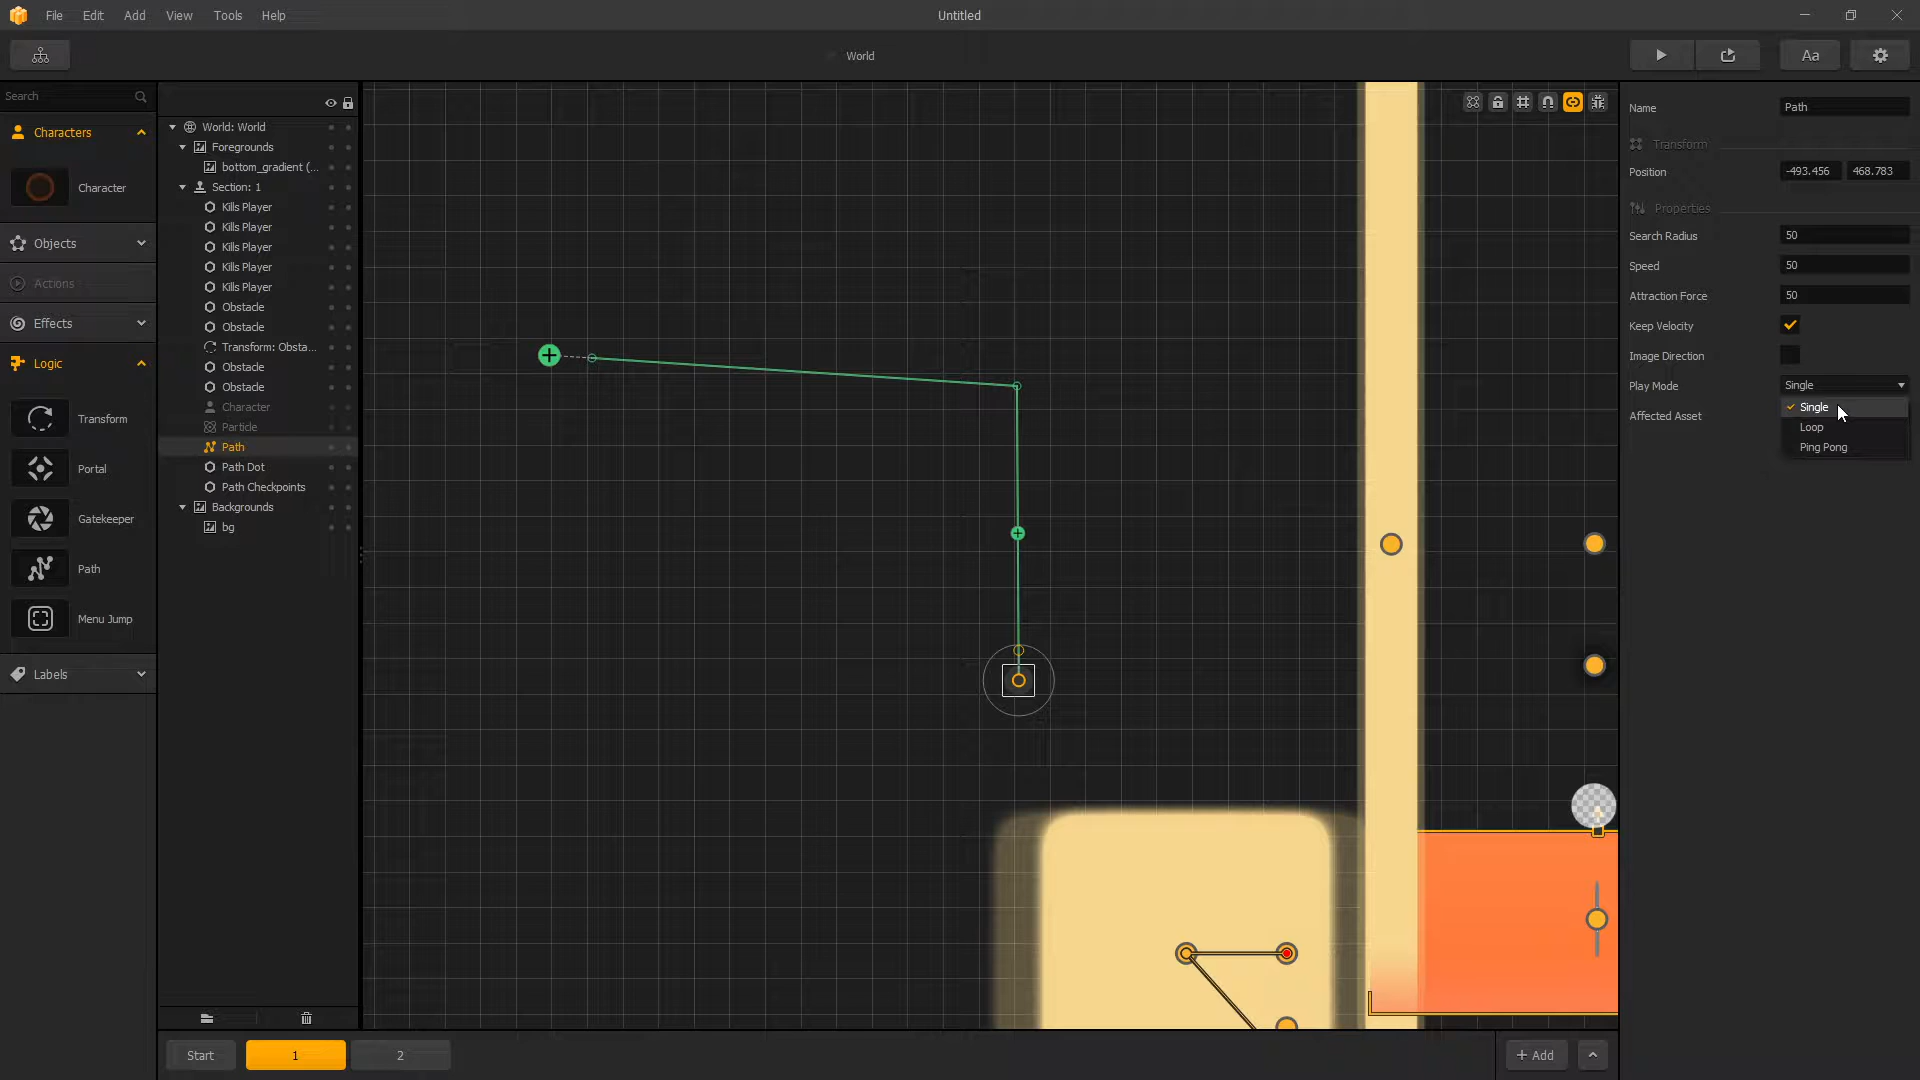 File Edit Add View Tools Help
Untitled
World
Aa
Search
Characters
Character
Objects
Actions
Effects
Logic
Transform
Portal
Gatekeeper
Path
Menu Jump
Labels
World: World
Foregrounds
bottom_gradient (...
Section: 1
Kills Player
Kills Player
Kills Player
Kills Player
Kills Player
Obstacle
Obstacle
Transform: Obsta...
Obstacle
Obstacle
Character
Particle
Path
Path Dot
Path Checkpoints
Backgrounds
bg
Name Path
Transform
Position -493.456 468.783
Properties
Search Radius 50
Speed 50
Attraction Force 50
Keep Velocity
Image Direction
Play Mode Single
Single
Affected Asset
Loop
Ping Pong
Start 1 2
+ Add